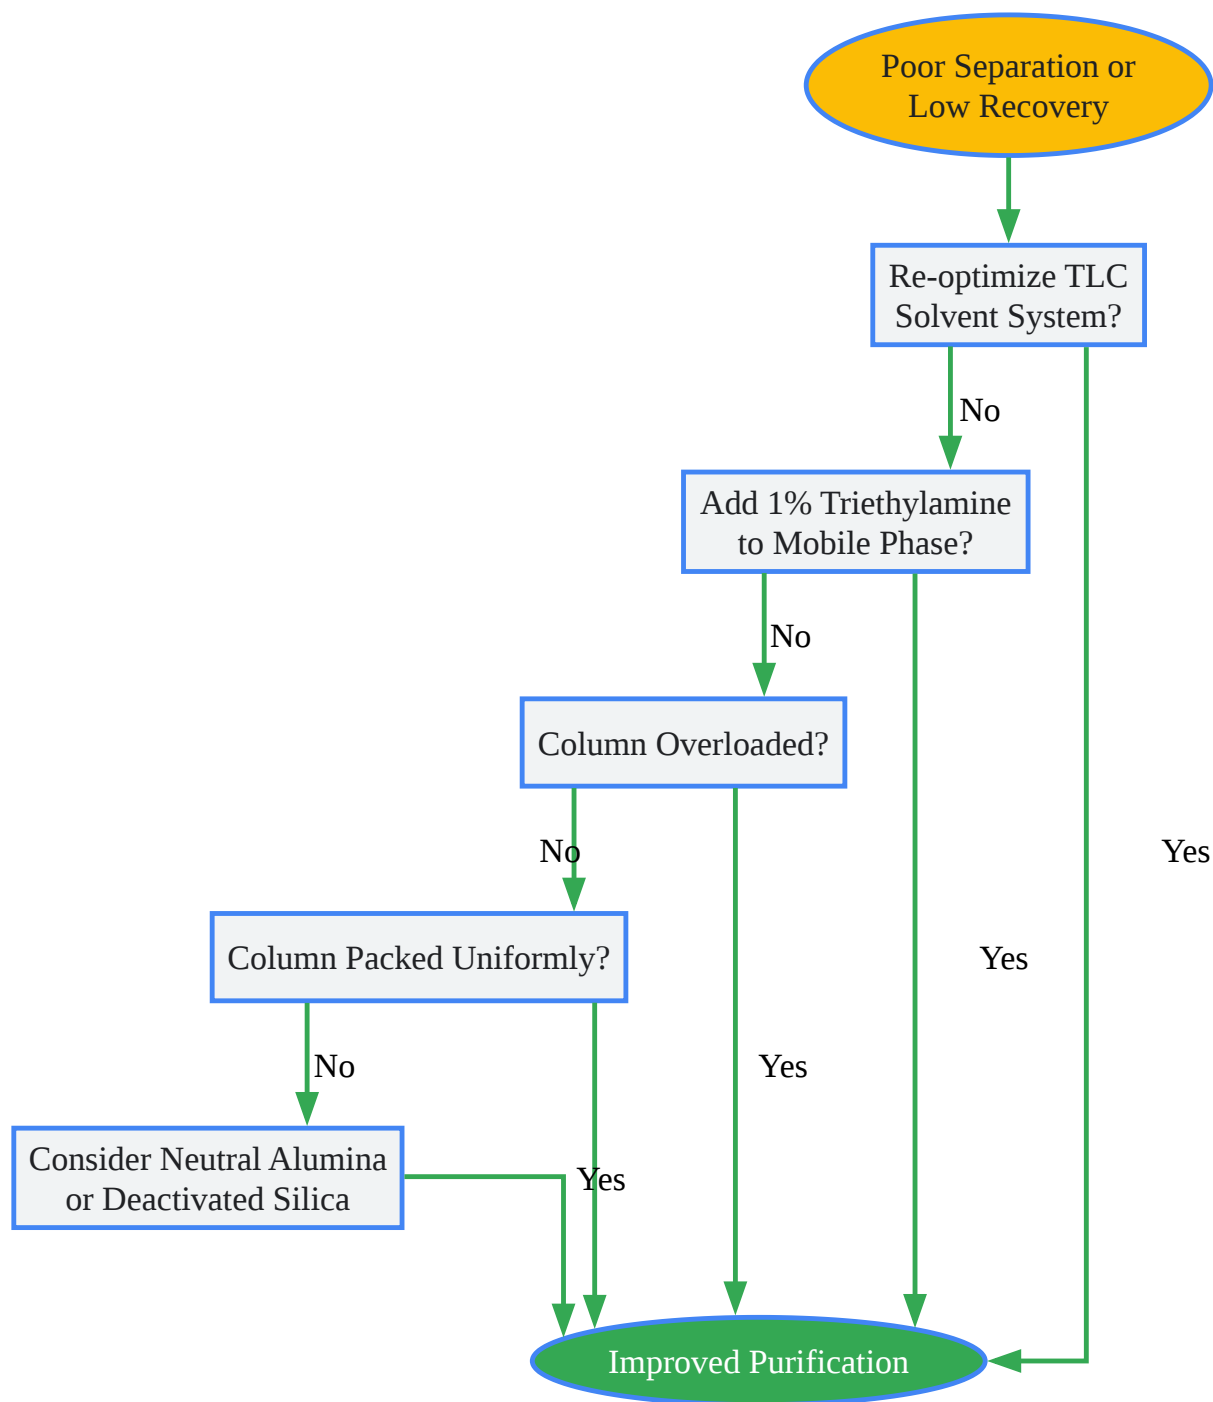 Poor Separation or
Low Recovery
Re-optimize TLC
Solvent System?
No
Add 1% Triethylamine
to Mobile Phase?
No
Column Overloaded?
No
Yes
Column Packed Uniformly?
Yes
No
Yes
Consider Neutral Alumina
or Deactivated Silica
Yes
Improved Purification